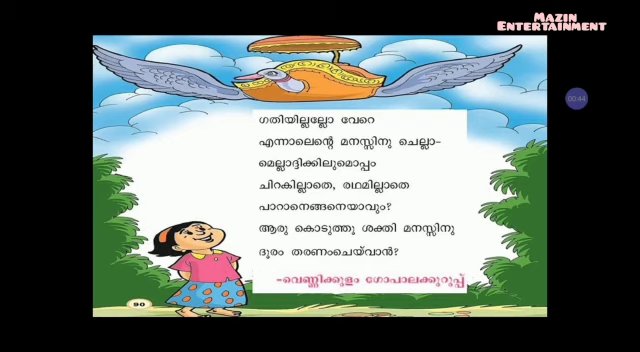 Mazin
Entertainment
00:44
ഗതിയില്ലല്ലോ വേറെ
എന്നാലെന്റെ മനസ്സിനു ചെല്ലാ-
മെല്ലാദ്ദിക്കിലുമൊപ്പം
ചിറകില്ലാതെ, രഥമില്ലാതെ
പാറാനെങ്ങനെയാവും?
ആരു കൊടുത്തൂ ശക്തി മനസ്സിനു
ദൂരം തരണംചെയ്‌വാൻ?
-വെണ്ണിക്കുളം ഗോപാലക്കുറുപ്പ്
90